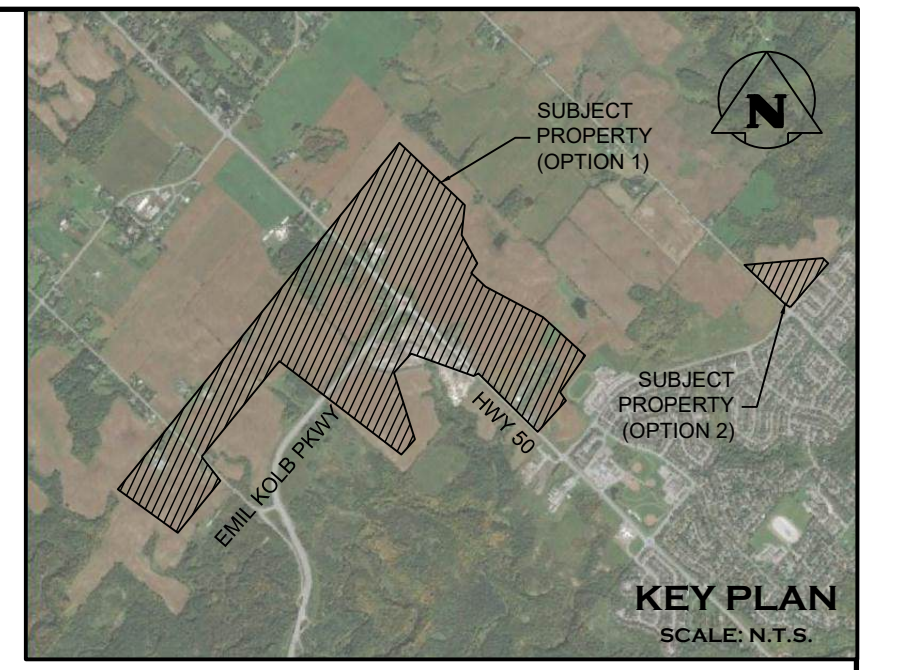 N
SUBJECT
PROPERTY
(OPTION 1)
SUBJECT
PROPERTY
(OPTION 2)
HWY 50
EMIL KOLB PKWY
KEY PLAN
SCALE: N.T.S.